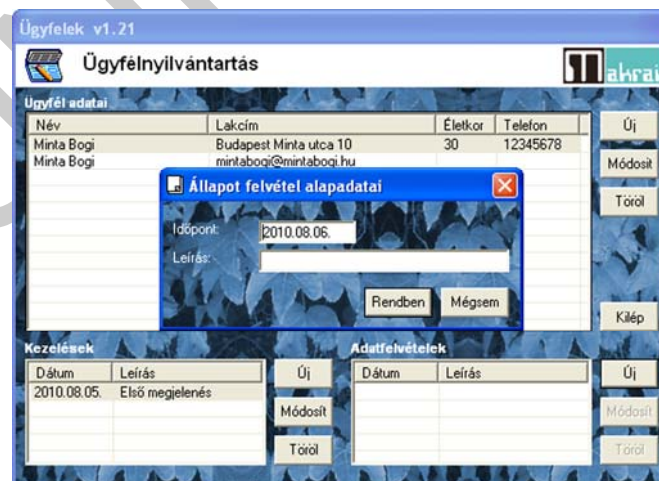 Ügyfelek v1.21
Ügyfélnyilvántartás
akrai
Ügyfél adatai
Név Lakcím Életkor Telefon
Minta Bogi Budapest Minta utca 10 30 12345678
Minta Bogi mintabogi@mintabogi.hu
Új
Módosít
Töröl
Kilép
Állapot felvétel alapadatai
Időpont: 2010.08.06.
Leírás:
Rendben Mégsem
Kezelések
Dátum Leírás
2010.08.05. Első megjelenés
Új
Módosít
Töröl
Adatfelvételek
Dátum Leírás
Új
Módosít
Töröl